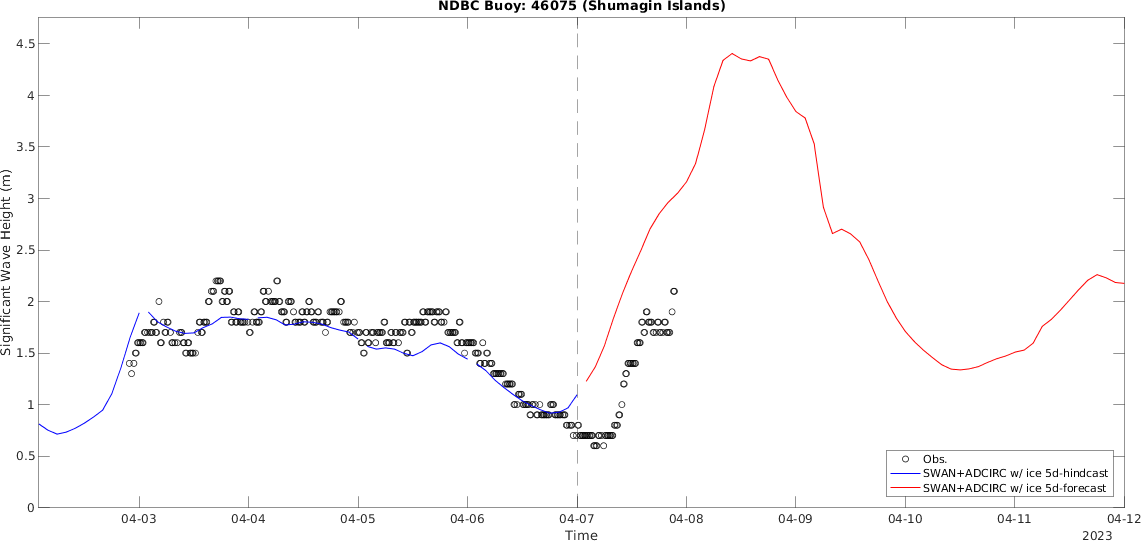 NDBC Buoy: 46075 (Shumagin Islands)
4.5
4
3.5
3
2.5
2
1.5
1
0.5
0
Significant Wave Height (m)
Obs.
SWAN+ADCIRC w/ ice 5d-hindcast
SWAN+ADCIRC w/ ice 5d-forecast
04-03 04-04 04-05 04-06 04-07 04-08 04-09 04-10 04-11 04-12
Time
2023